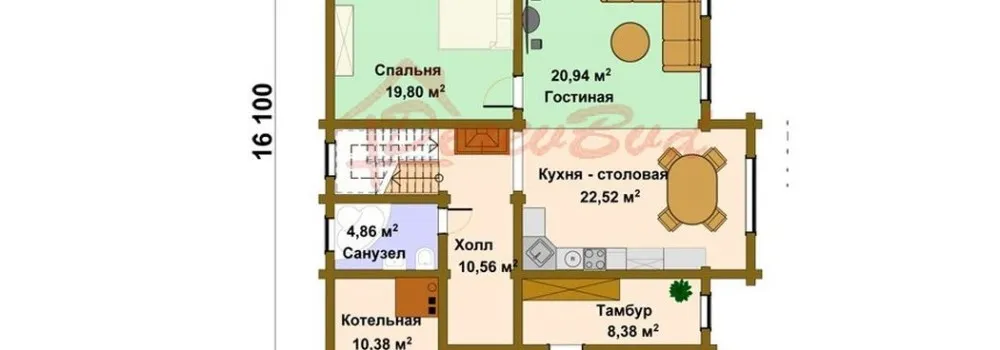 16 100
Спальня
19,80 м²
20,94 м²
Гостиная
Кухня - столовая
22,52 м²
4,86 м²
Санузел
Холл
10,56 м²
Котельная
10,38 м²
Тамбур
8,38 м²